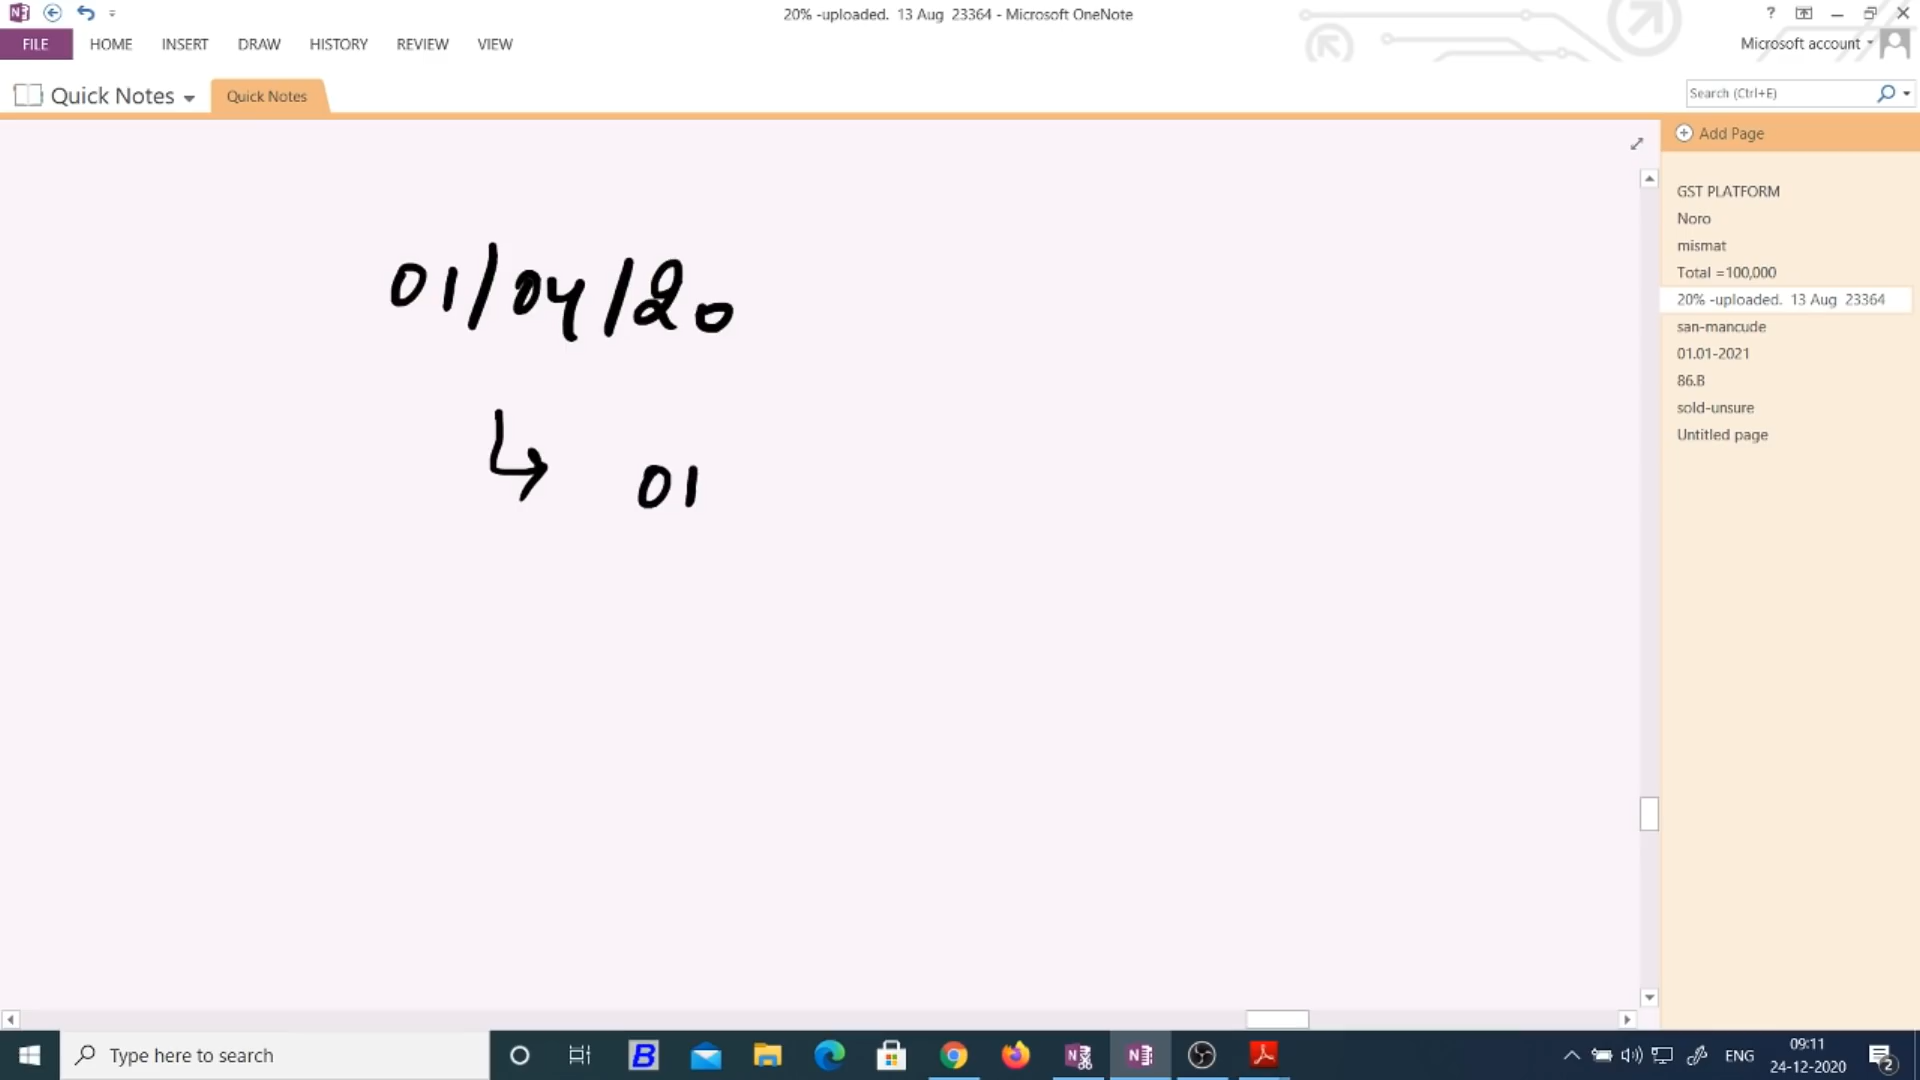 20% -uploaded.  13 Aug  23364 - Microsoft OneNote
?
FILE
HOME
INSERT
DRAW
HISTORY
REVIEW
VIEW
Microsoft account
Quick Notes
Quick Notes
Search (Ctrl+E)
Add Page
GST PLATFORM
Noro
mismat
Total =100,000
20% -uploaded.  13 Aug  23364
san-mancude
01.01-2021
86.B
sold-unsure
Untitled page
01/04/20
01
Type here to search
B
ENG
09:11
24-12-2020
2